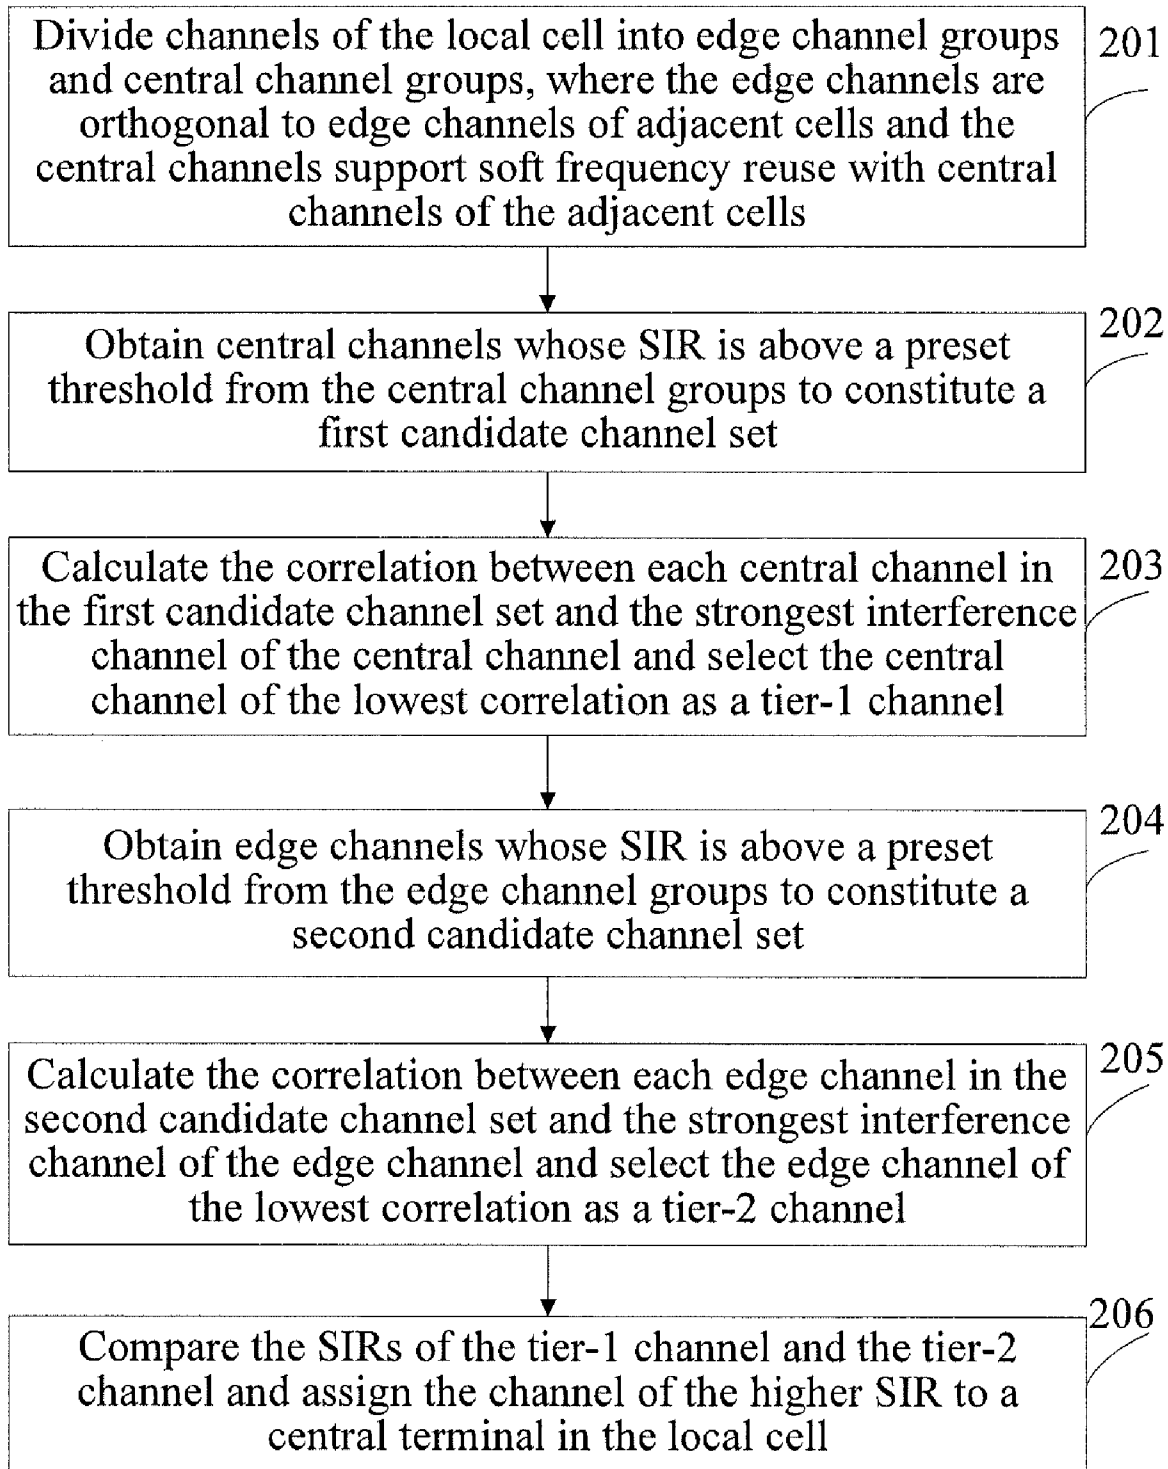 Divide channels of the local cell into edge channel groups
and central channel groups, where the edge channels are
orthogonal to edge channels of adjacent cells and the
central channels support soft frequency reuse with central
channels of the adjacent cells
201
Obtain central channels whose SIR is above a preset
threshold from the central channel groups to constitute a
first candidate channel set
202
Calculate the correlation between each central channel in
the first candidate channel set and the strongest interference
channel of the central channel and select the central
channel of the lowest correlation as a tier-1 channel
203
Obtain edge channels whose SIR is above a preset
threshold from the edge channel groups to constitute a
second candidate channel set
204
Calculate the correlation between each edge channel in the
second candidate channel set and the strongest interference
channel of the edge channel and select the edge channel of
the lowest correlation as a tier-2 channel
205
Compare the SIRs of the tier-1 channel and the tier-2
channel and assign the channel of the higher SIR to a
central terminal in the local cell
206